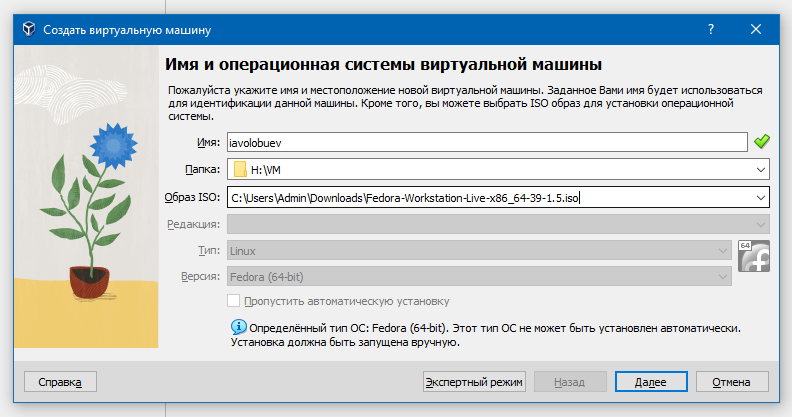 Создать виртуальную машину
?
Имя и операционная системы виртуальной машины
Пожалуйста укажите имя и местоположение новой виртуальной машины. Заданное Вами имя будет использоваться
для идентификации данной машины. Кроме того, вы можете выбрать ISO образ для установки операционной
системы.
Имя: iavolobuev
Папка: H:\VM
Образ ISO: C:\Users\Admin\Downloads\Fedora-Workstation-Live-x86_64-39-1.5.iso
Редакция:
Тип: Linux
64
Версия: Fedora (64-bit)
Пропустить автоматическую установку
Определённый тип ОС: Fedora (64-bit). Этот тип ОС не может быть установлен автоматически.
Установка должна быть запущена вручную.
Справка Экспертный режим Назад Далее Отмена